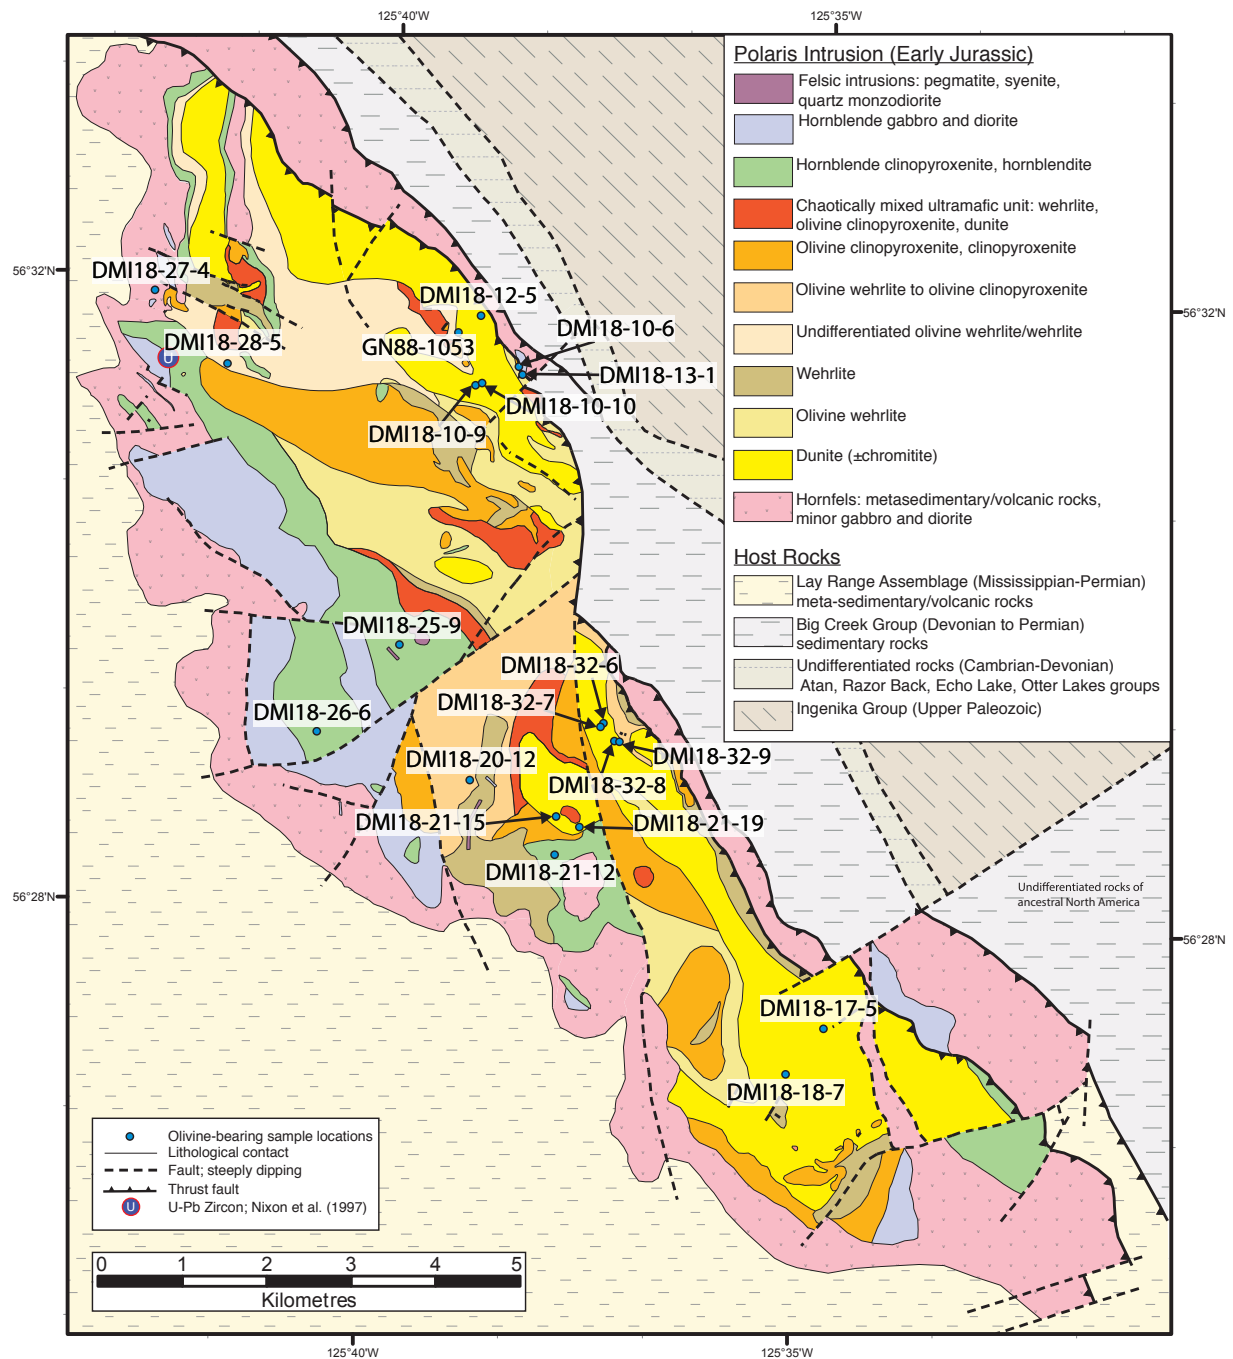 125°40'W
125°35'W
Polaris Intrusion (Early Jurassic)
Felsic intrusions: pegmatite, syenite,
quartz monzodiorite
Hornblende gabbro and diorite
Hornblende clinopyroxenite, hornblendite
Chaotically mixed ultramafic unit: wehrlite,
olivine clinopyroxenite, dunite
Olivine clinopyroxenite, clinopyroxenite
Olivine wehrlite to olivine clinopyroxenite
Undifferentiated olivine wehrlite/wehrlite
Wehrlite
Olivine wehrlite
Dunite (±chromitite)
Hornfels: metasedimentary/volcanic rocks,
minor gabbro and diorite
Host Rocks
Lay Range Assemblage (Mississippian-Permian)
meta-sedimentary/volcanic rocks
Big Creek Group (Devonian to Permian)
sedimentary rocks
Undifferentiated rocks (Cambrian-Devonian)
Atan, Razor Back, Echo Lake, Otter Lakes groups
Ingenika Group (Upper Paleozoic)
56°32'N
56°32'N
DMI18-27-4
DMI18-12-5
DMI18-10-6
DMI18-28-5
GN88-1053
U
DMI18-13-1
DMI18-10-10
DMI18-10-9
DMI18-25-9
DMI18-32-6
DMI18-32-7
DMI18-26-6
DMI18-20-12
DMI18-32-9
DMI18-32-8
DMI18-21-15
DMI18-21-19
DMI18-21-12
56°28'N
Undifferentiated rocks of
ancestral North America
56°28'N
DMI18-17-5
DMI18-18-7
Olivine-bearing sample locations
Lithological contact
Fault; steeply dipping
Thrust fault
U U-Pb Zircon; Nixon et al. (1997)
0 1 2 3 4 5
Kilometres
125°40'W
125°35'W